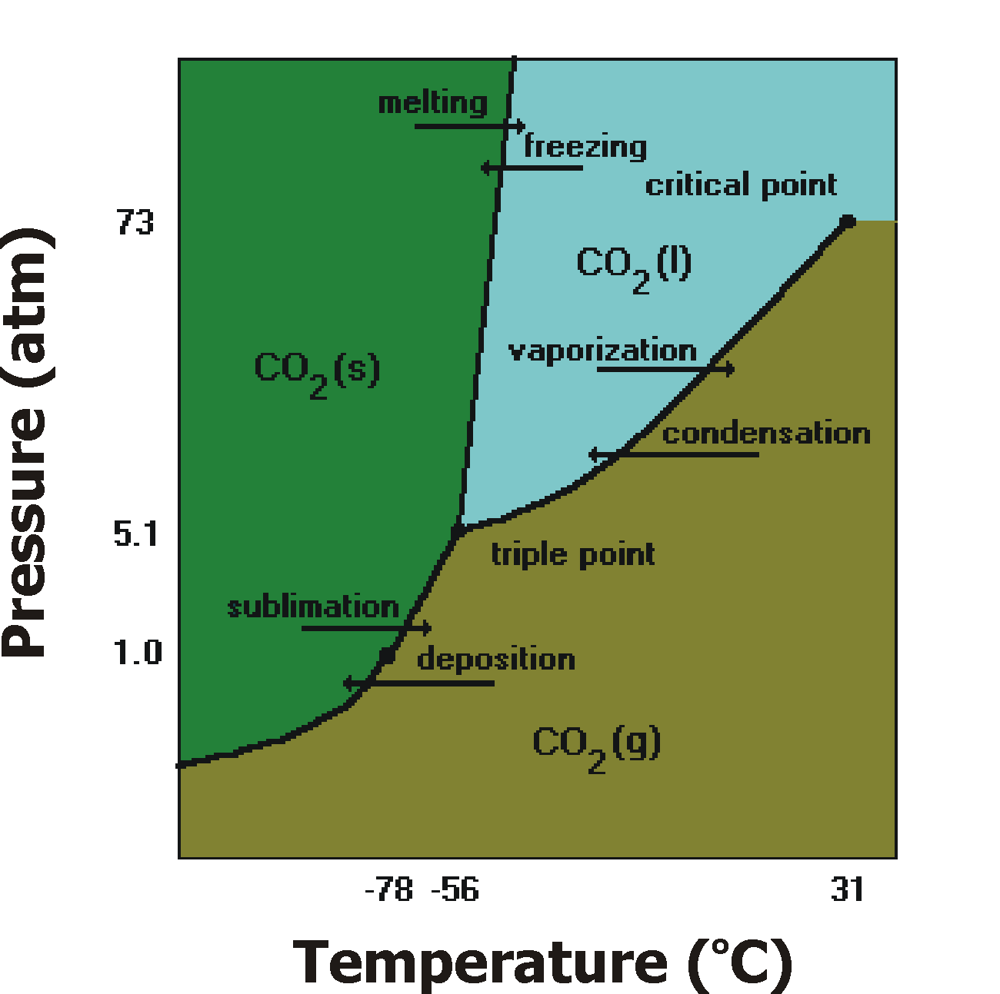 melting
freezing
critical point
73
CO2(l)
vaporization
CO2(s)
condensation
5.1
triple point
sublimation
1.0
deposition
CO2(g)
-78 -56 31
Temperature (°C)
Pressure (atm)